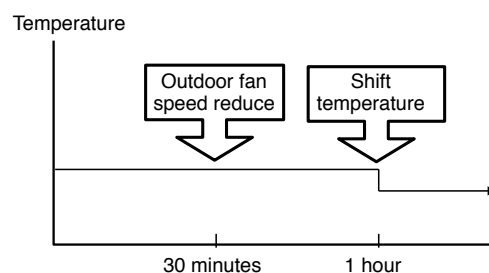 Temperature
Outdoor fan
speed reduce
Shift
temperature
30 minutes
1 hour